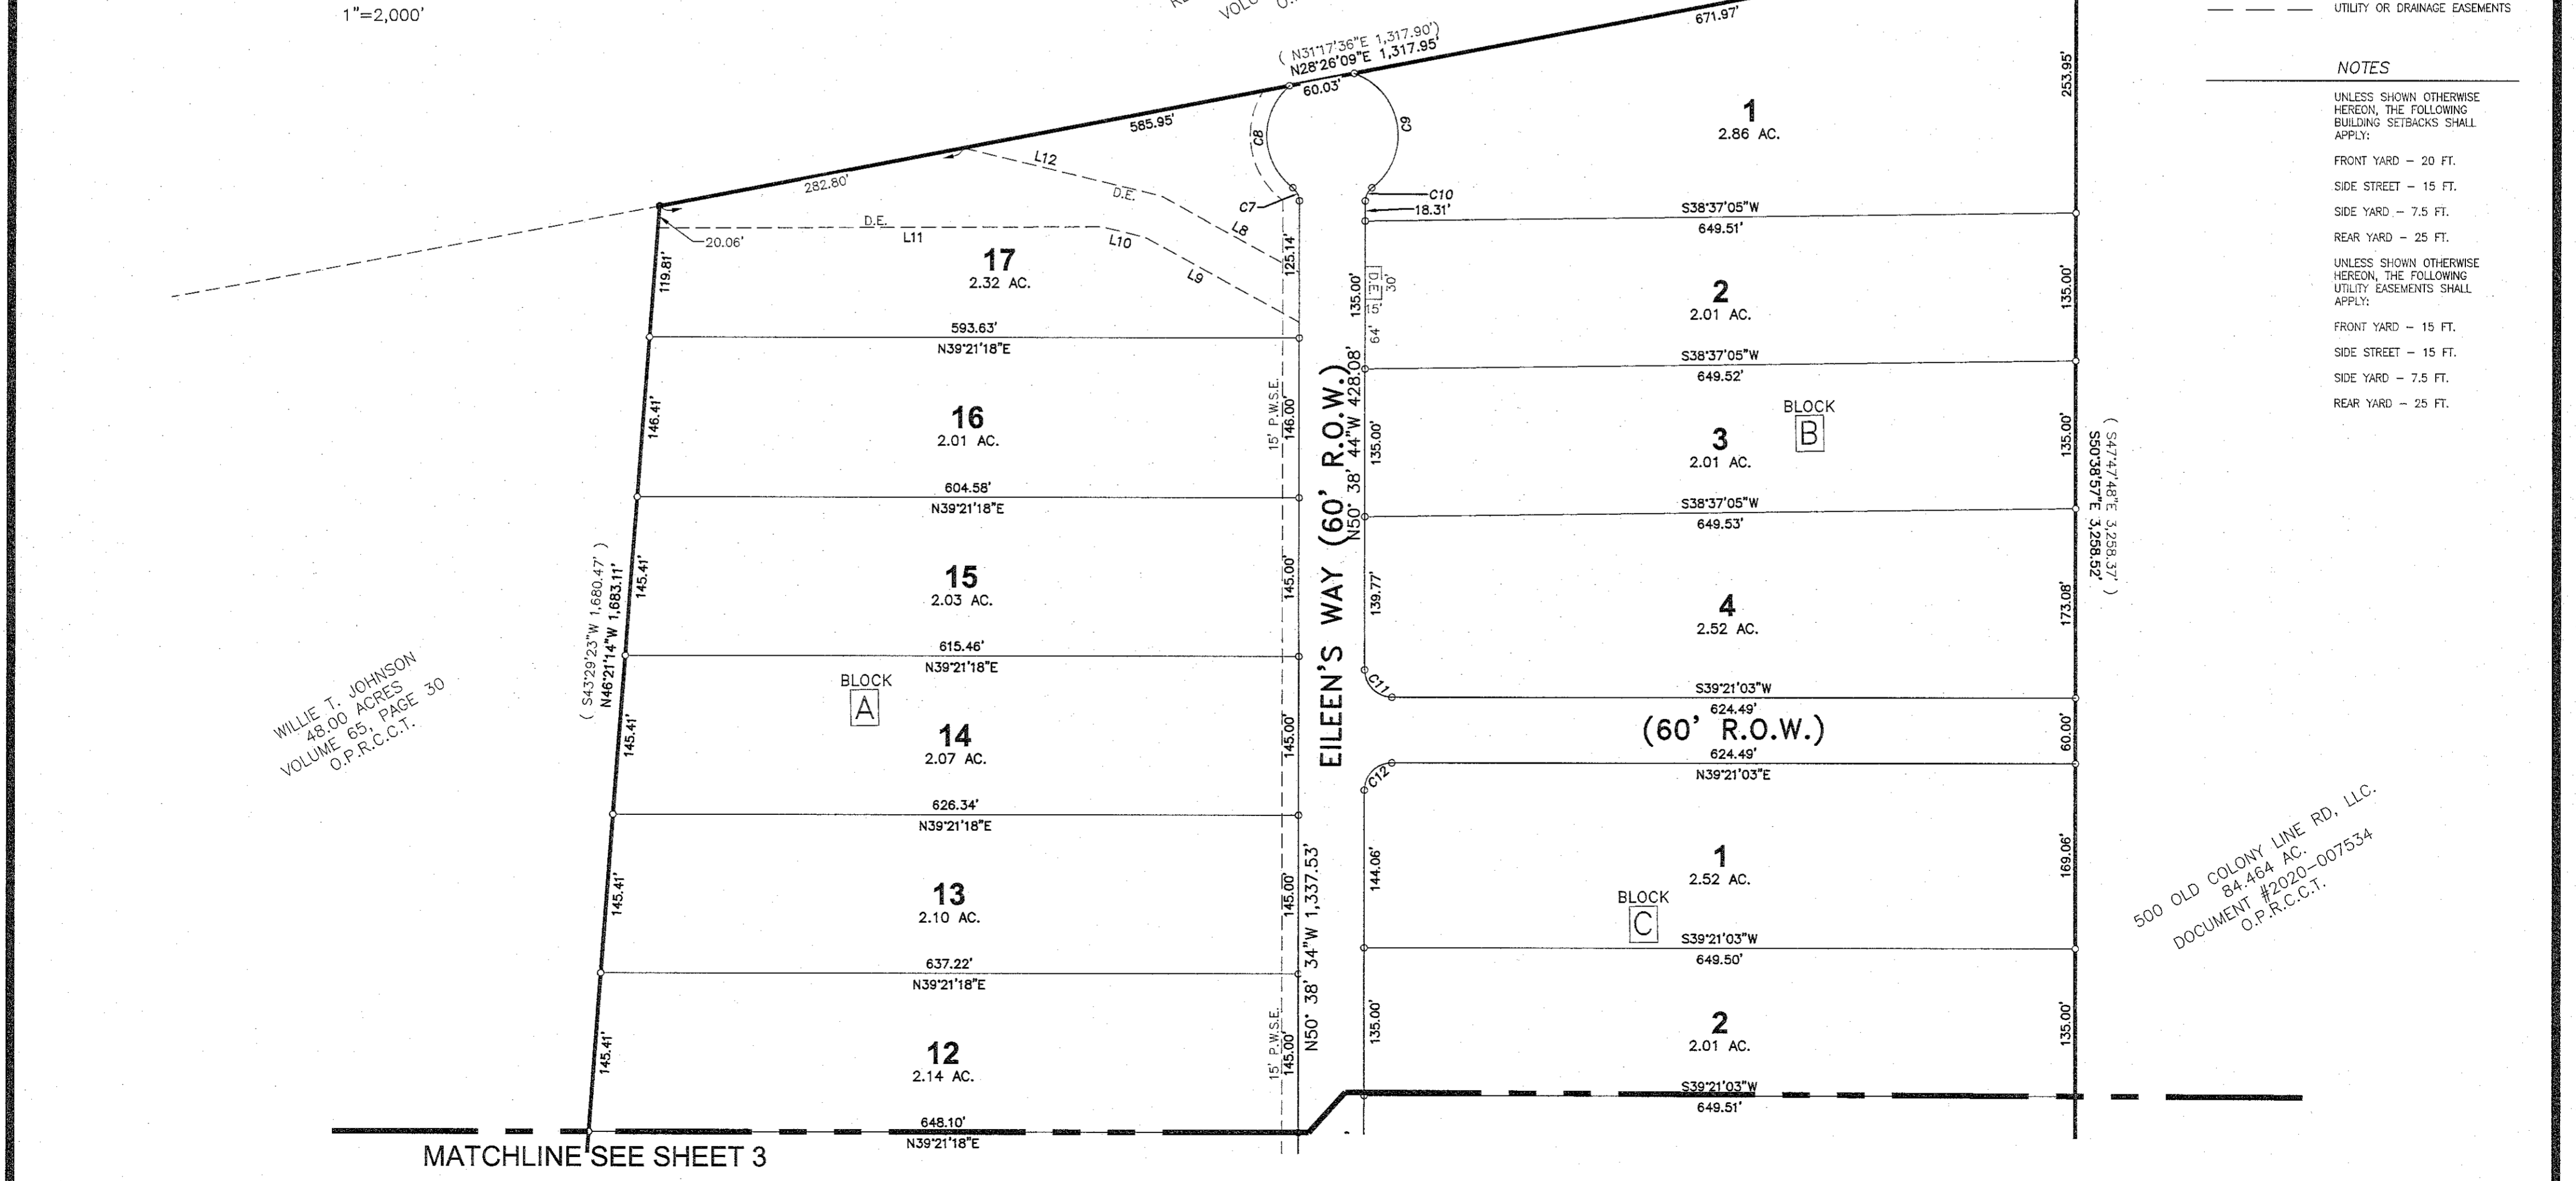 1"=2,000'
UTILITY OR DRAINAGE EASEMENTS
NOTES
UNLESS SHOWN OTHERWISE
HEREON, THE FOLLOWING
BUILDING SETBACKS SHALL
APPLY:
FRONT YARD - 20 FT.
SIDE STREET - 15 FT.
SIDE YARD - 7.5 FT.
REAR YARD - 25 FT.
UNLESS SHOWN OTHERWISE
HEREON, THE FOLLOWING
UTILITY EASEMENTS SHALL
APPLY:
FRONT YARD - 15 FT.
SIDE STREET - 15 FT.
SIDE YARD - 7.5 FT.
REAR YARD - 25 FT.
( N31°17'36"E 1,317.90')
N28°26'09"E 1,317.95'
60.03'
671.97'
585.95'
282.80'
253.95'
C8
C9
C7
C10
18.31'
L12
D.E.
L8
D.E.
L11
L10
L9
20.06'
119.81'
125.14'
17
2.32 AC.
593.63'
N39°21'18"E
146.41'
16
2.01 AC.
15' P.W.S.E.
146.00'
604.58'
N39°21'18"E
145.41'
15
2.03 AC.
145.00'
615.46'
N39°21'18"E
BLOCK
A
145.41'
14
2.07 AC.
145.00'
626.34'
N39°21'18"E
145.41'
13
2.10 AC.
145.00'
637.22'
N39°21'18"E
145.41'
12
2.14 AC.
15' P.W.S.E.
145.00'
648.10'
N39°21'18"E
MATCHLINE SEE SHEET 3
( S43°29'23"W 1,680.47' )
N46°21'14"W 1,683.11'
WILLIE T. JOHNSON
48.00 ACRES
VOLUME 65, PAGE 30
O.P.R.C.C.T.
EILEEN'S WAY (60' R.O.W.)
N50° 38' 44"W 428.08'
N50° 38' 34"W 1,337.53'
1
2.86 AC.
S38°37'05"W
649.51'
135.00'
D.E.
15'
30'
64'
2
2.01 AC.
135.00'
S38°37'05"W
649.52'
135.00'
3
2.01 AC.
BLOCK
B
135.00'
S38°37'05"W
649.53'
139.77'
4
2.52 AC.
173.08'
C11
S39°21'03"W
624.49'
(60' R.O.W.)
60.00'
624.49'
N39°21'03"E
C12
144.06'
1
2.52 AC.
169.06'
BLOCK
C
S39°21'03"W
649.50'
135.00'
2
2.01 AC.
135.00'
S39°21'03"W
649.51'
( S47°47'48"E 3,258.37' )
S50°38'57"E 3,258.52'
500 OLD COLONY LINE RD, LLC.
84.464 AC.
DOCUMENT #2020-007534
O.P.R.C.C.T.